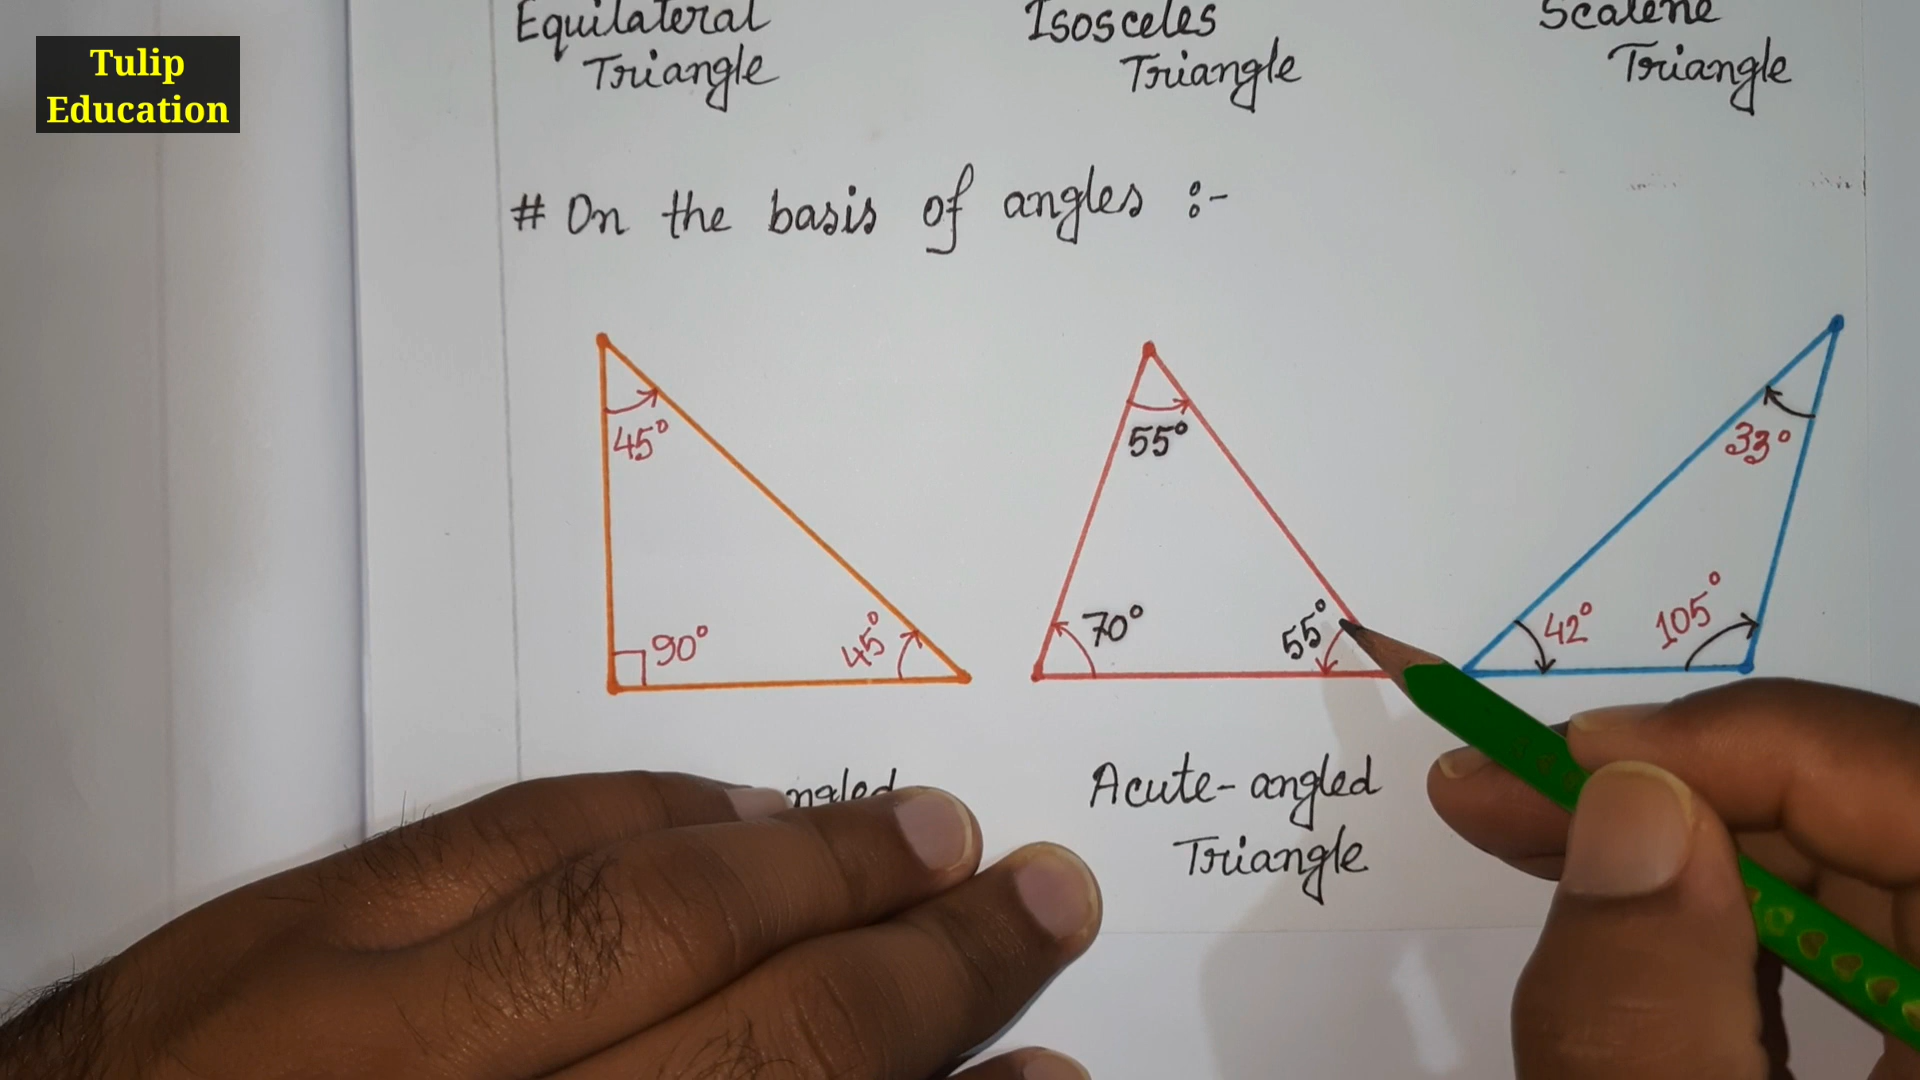 Tulip
Education
Equilateral
Triangle
Isosceles
Triangle
Scalene
Triangle
# On the basis of angles :-
45°
90°
45°
55°
70°
55°
33°
42°
105°
Acute-angled
Triangle